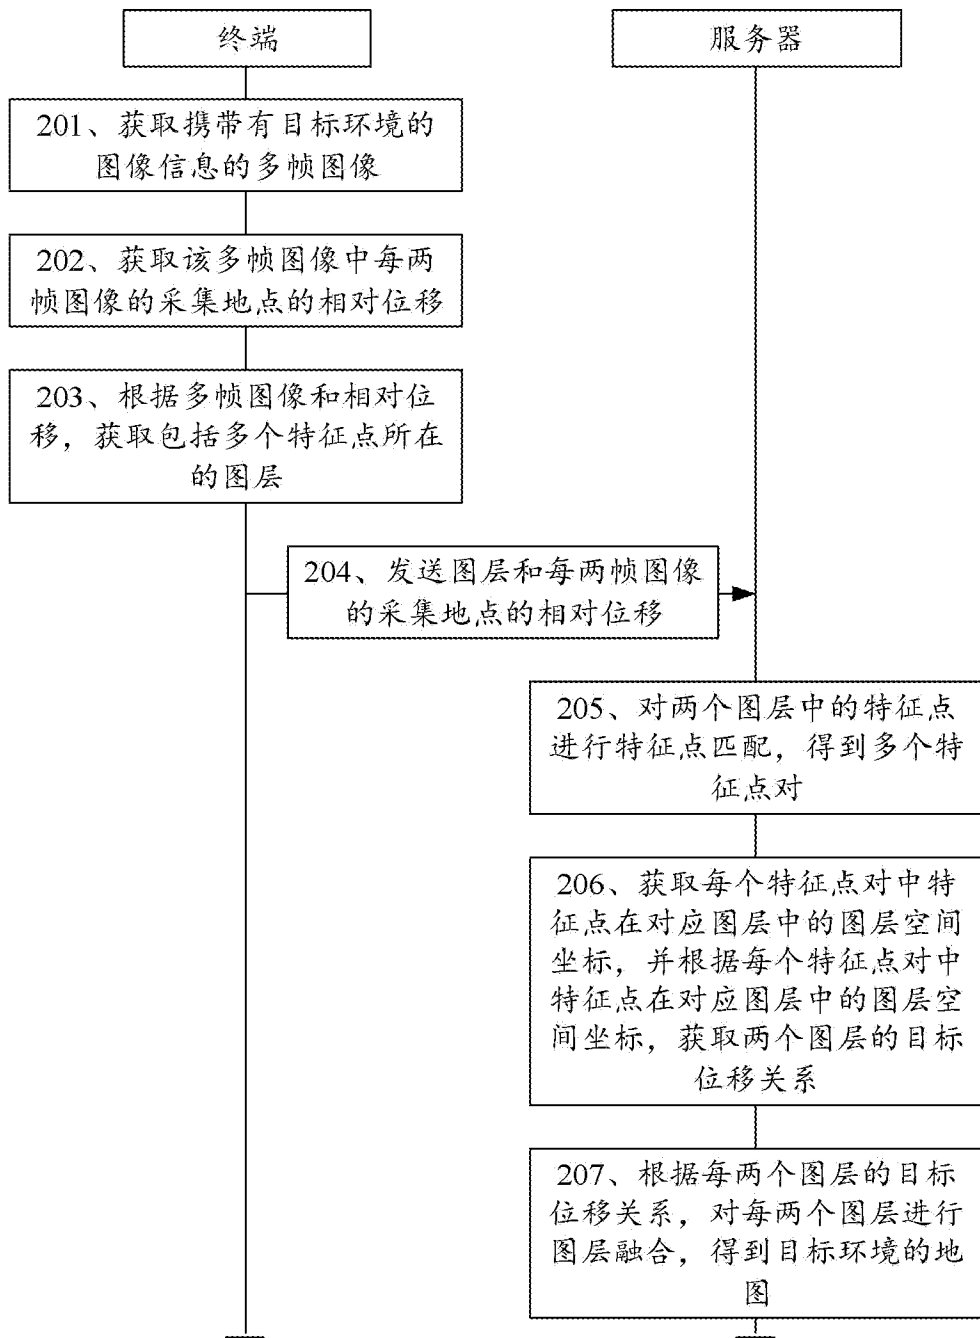 终端
服务器
201、获取携带有目标环境的
图像信息的多帧图像
202、获取该多帧图像中每两
帧图像的采集地点的相对位移
203、根据多帧图像和相对位
移，获取包括多个特征点所在
的图层
204、发送图层和每两帧图像
的采集地点的相对位移
205、对两个图层中的特征点
进行特征点匹配，得到多个特
征点对
206、获取每个特征点对中特
征点在对应图层中的图层空间
坐标，并根据每个特征点对中
特征点在对应图层中的图层空
间坐标，获取两个图层的目标
位移关系
207、根据每两个图层的目标
位移关系，对每两个图层进行
图层融合，得到目标环境的地
图